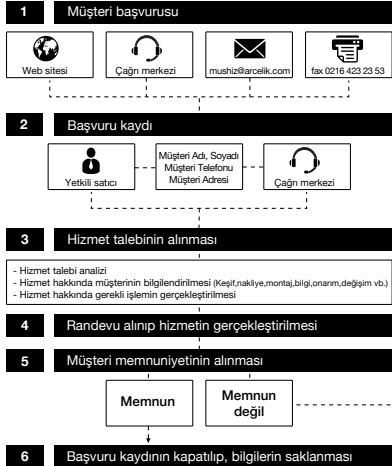 1 Müşteri başvurusu
Web sitesi
Çağrı merkezi
mushiz@arcelik.com
fax 0216 423 23 53
2 Başvuru kaydı
Yetkili satıcı
Müşteri Adı, Soyadı
Müşteri Telefonu
Müşteri Adresi
Çağrı merkezi
3 Hizmet talebinin alınması
- Hizmet talebi analizi
- Hizmet hakkında müşterinin bilgilendirilmesi (Keşif,nakliye,montaj,bilgi,onarım,değişim vb.)
- Hizmet hakkında gerekli işlemin gerçekleştirilmesi
4 Randevu alınıp hizmetin gerçekleştirilmesi
5 Müşteri memnuniyetinin alınması
Memnun
Memnun
değil
6 Başvuru kaydının kapatılıp, bilgilerin saklanması